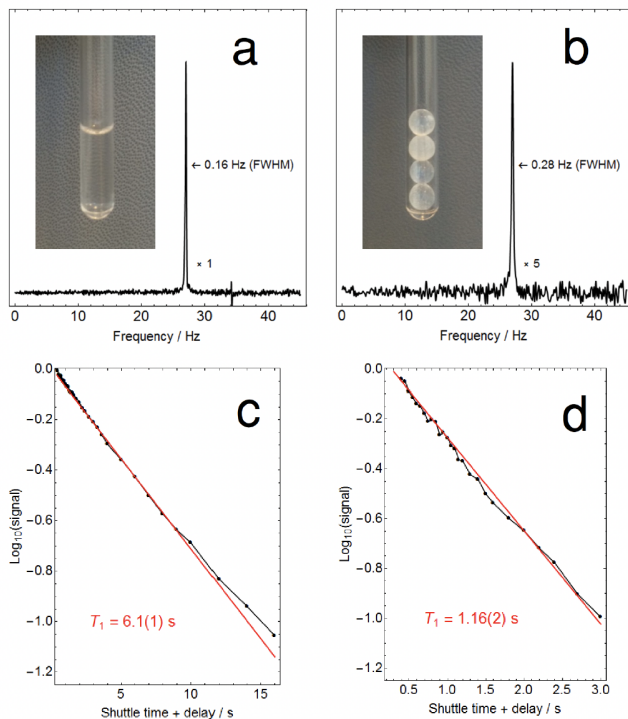 a
← 0.16 Hz (FWHM)
× 1
0 10 20 30 40
Frequency / Hz
b
← 0.28 Hz (FWHM)
× 5
0 10 20 30 40
Frequency / Hz
c
0.0
−0.2
−0.4
−0.6
−0.8
−1.0
−1.2
Log₁₀(signal)
T₁ = 6.1(1) s
5 10 15
Shuttle time + delay / s
d
0.0
−0.2
−0.4
−0.6
−0.8
−1.0
−1.2
Log₁₀(signal)
T₁ = 1.16(2) s
0.5 1.0 1.5 2.0 2.5 3.0
Shuttle time + delay / s